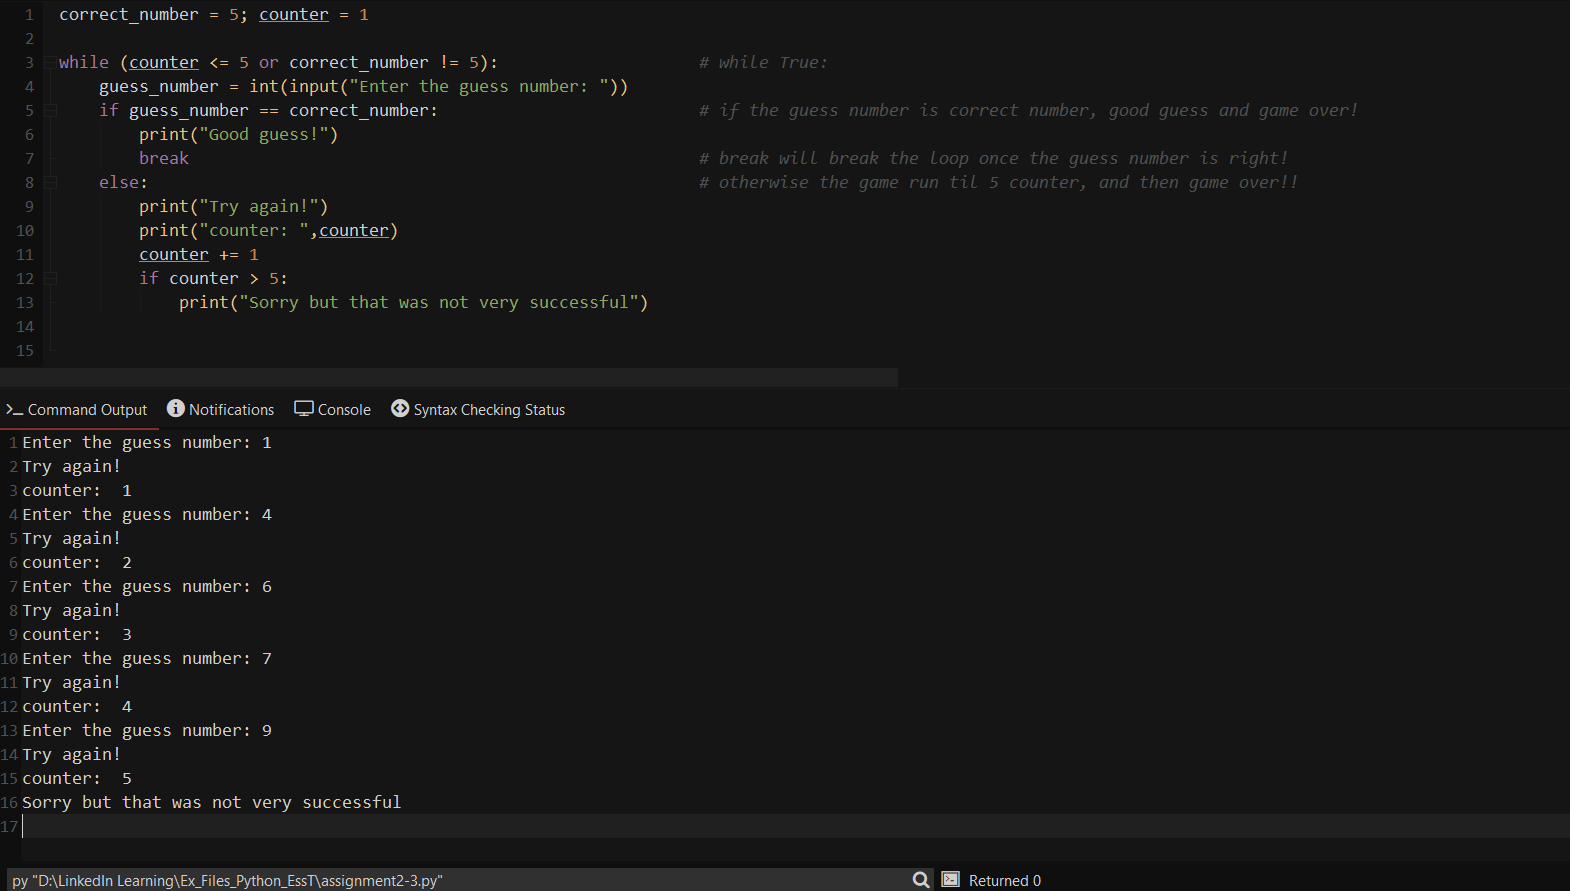 1 correct_number = 5; counter = 1
2
3 while (counter <= 5 or correct_number != 5): # while True:
4 guess_number = int(input("Enter the guess number: "))
5 if guess_number == correct_number: # if the guess number is correct number, good guess and game over!
6 print("Good guess!")
7 break # break will break the loop once the guess number is right!
8 else: # otherwise the game run til 5 counter, and then game over!!
9 print("Try again!")
10 print("counter: ",counter)
11 counter += 1
12 if counter > 5:
13 print("Sorry but that was not very successful")
14
15
Command Output Notifications Console Syntax Checking Status
1 Enter the guess number: 1
2 Try again!
3 counter:  1
4 Enter the guess number: 4
5 Try again!
6 counter:  2
7 Enter the guess number: 6
8 Try again!
9 counter:  3
10 Enter the guess number: 7
11 Try again!
12 counter:  4
13 Enter the guess number: 9
14 Try again!
15 counter:  5
16 Sorry but that was not very successful
17
py "D:\LinkedIn Learning\Ex_Files_Python_EssT\assignment2-3.py" Returned 0